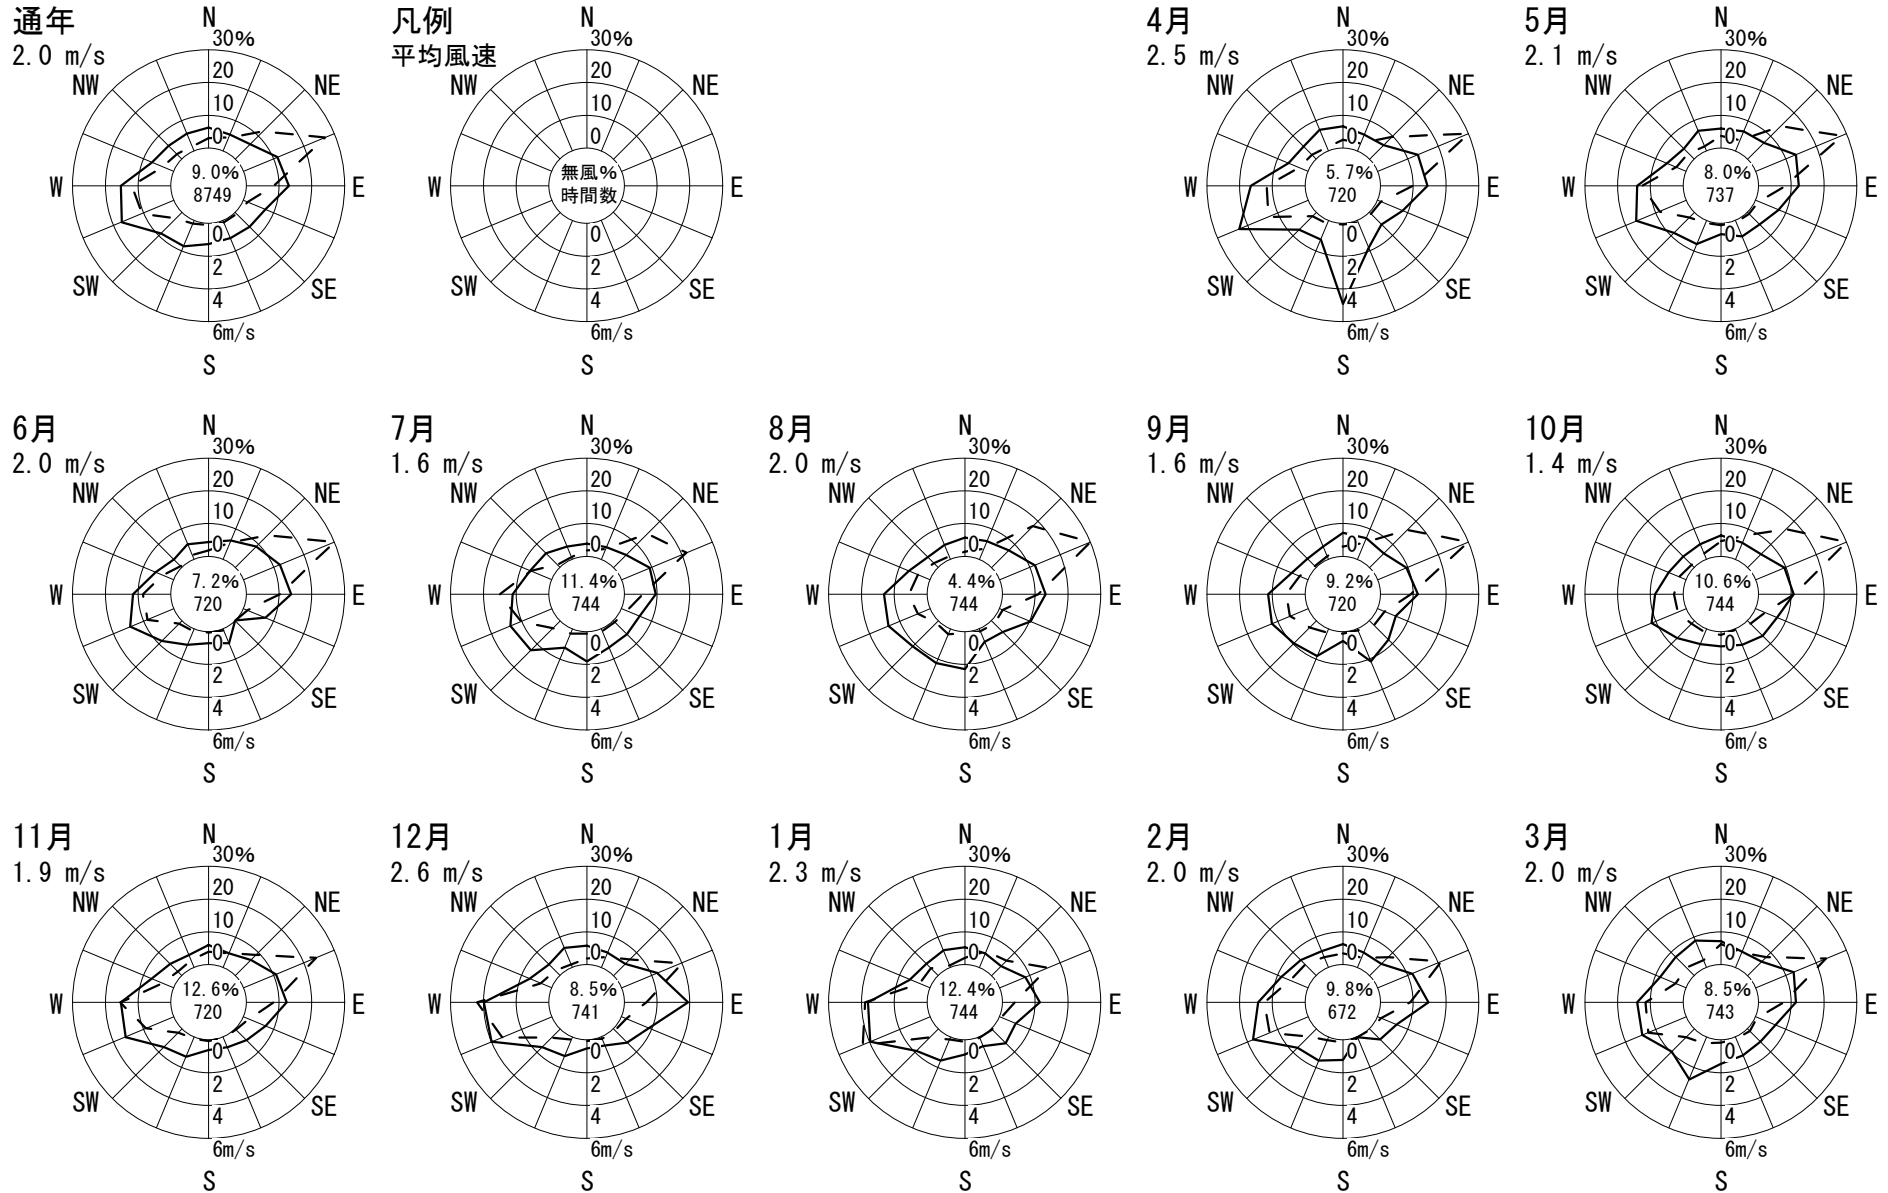 通年
2.0 m/s
N
30%
20
10
0
NW
NE
W
E
9.0%
8749
SW
SE
0
2
4
6m/s
S
凡例
平均風速
N
30%
20
10
0
NW
NE
W
E
無風%
時間数
SW
SE
0
2
4
6m/s
S
4月
2.5 m/s
N
30%
20
10
0
NW
NE
W
E
5.7%
720
SW
SE
0
2
4
6m/s
S
5月
2.1 m/s
N
30%
20
10
0
NW
NE
W
E
8.0%
737
SW
SE
0
2
4
6m/s
S
6月
2.0 m/s
N
30%
20
10
0
NW
NE
W
E
7.2%
720
SW
SE
0
2
4
6m/s
S
7月
1.6 m/s
N
30%
20
10
0
NW
NE
W
E
11.4%
744
SW
SE
0
2
4
6m/s
S
8月
2.0 m/s
N
30%
20
10
0
NW
NE
W
E
4.4%
744
SW
SE
0
2
4
6m/s
S
9月
1.6 m/s
N
30%
20
10
0
NW
NE
W
E
9.2%
720
SW
SE
0
2
4
6m/s
S
10月
1.4 m/s
N
30%
20
10
0
NW
NE
W
E
10.6%
744
SW
SE
0
2
4
6m/s
S
11月
1.9 m/s
N
30%
20
10
0
NW
NE
W
E
12.6%
720
SW
SE
0
2
4
6m/s
S
12月
2.6 m/s
N
30%
20
10
0
NW
NE
W
E
8.5%
741
SW
SE
0
2
4
6m/s
S
1月
2.3 m/s
N
30%
20
10
0
NW
NE
W
E
12.4%
744
SW
SE
0
2
4
6m/s
S
2月
2.0 m/s
N
30%
20
10
0
NW
NE
W
E
9.8%
672
SW
SE
0
2
4
6m/s
S
3月
2.0 m/s
N
30%
20
10
0
NW
NE
W
E
8.5%
743
SW
SE
0
2
4
6m/s
S